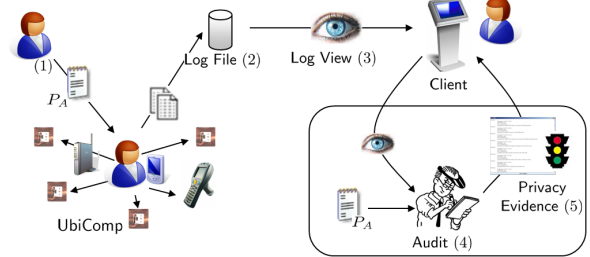 (1)
P_A
Log File (2)
Log View (3)
Client
UbiComp
P_A
Audit (4)
Privacy
Evidence (5)